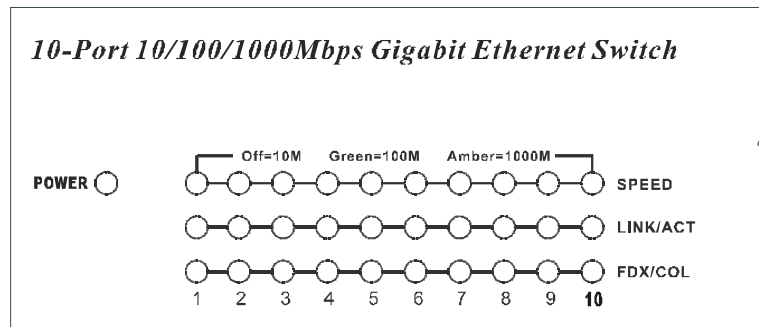 10-Port 10/100/1000Mbps Gigabit Ethernet Switch
Off=10M Green=100M Amber=1000M
POWER SPEED
LINK/ACT
FDX/COL
1 2 3 4 5 6 7 8 9 10